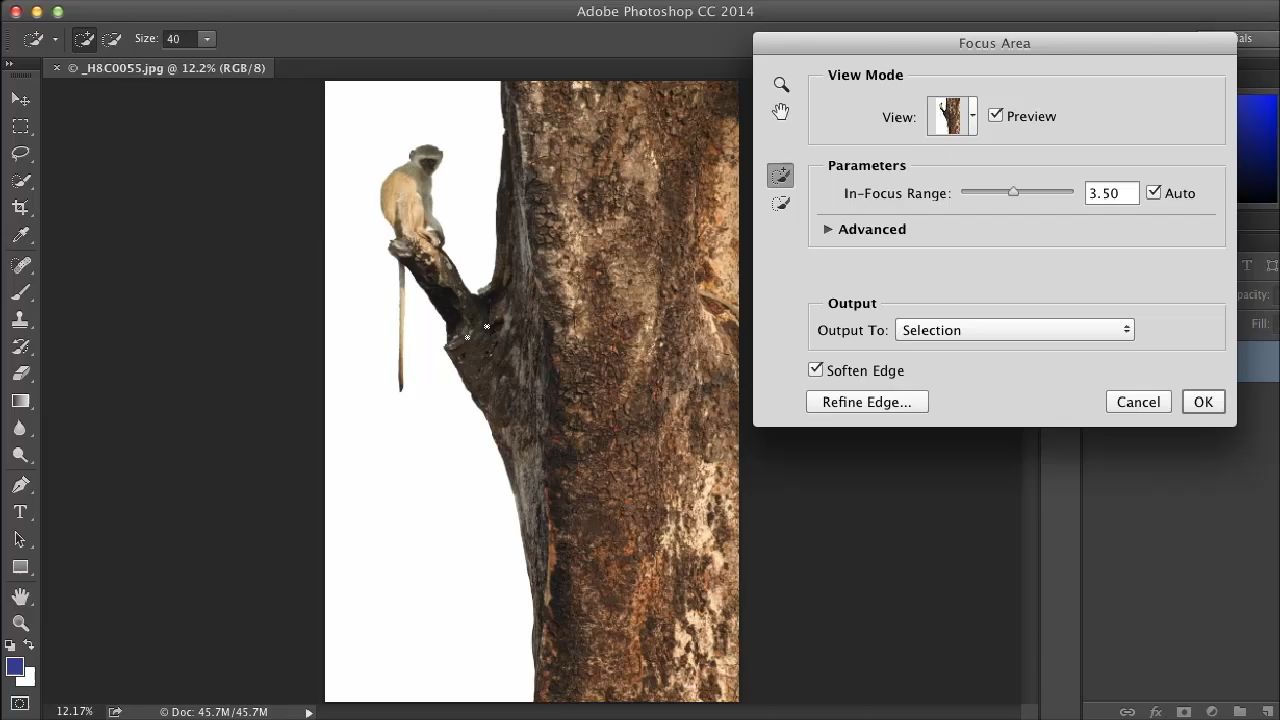 Adobe Photoshop CC 2014
Size: 40
× © _H8C0055.jpg @ 12.2% (RGB/8)
Focus Area
View Mode
View:
Preview
Parameters
In-Focus Range:
3.50
Auto
Advanced
Output
Output To:
Selection
Soften Edge
Refine Edge...
Cancel
OK
Fill:
T
T
fx
12.17%
© Doc: 45.7M/45.7M